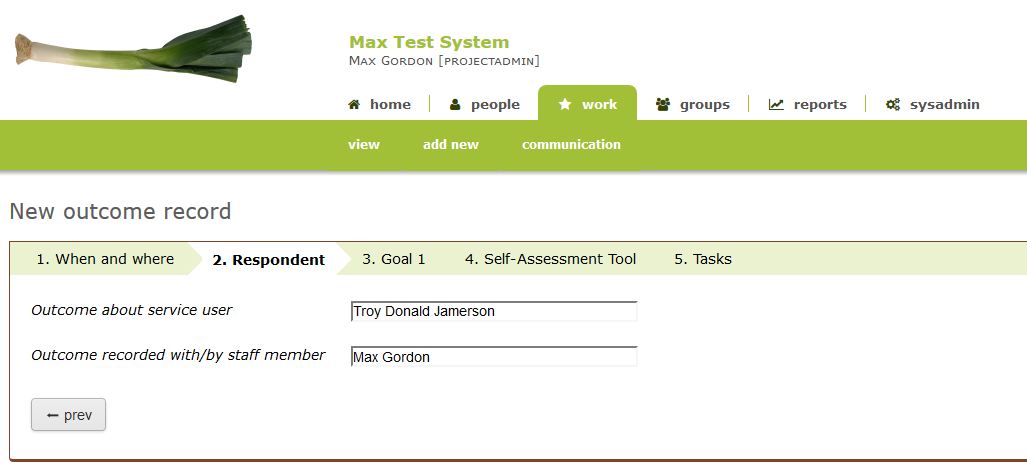 Max Test System
Max Gordon [projectadmin]
home people work groups reports sysadmin
view add new communication
New outcome record
1. When and where 2. Respondent 3. Goal 1 4. Self-Assessment Tool 5. Tasks
Outcome about service user Troy Donald Jamerson
Outcome recorded with/by staff member Max Gordon
← prev